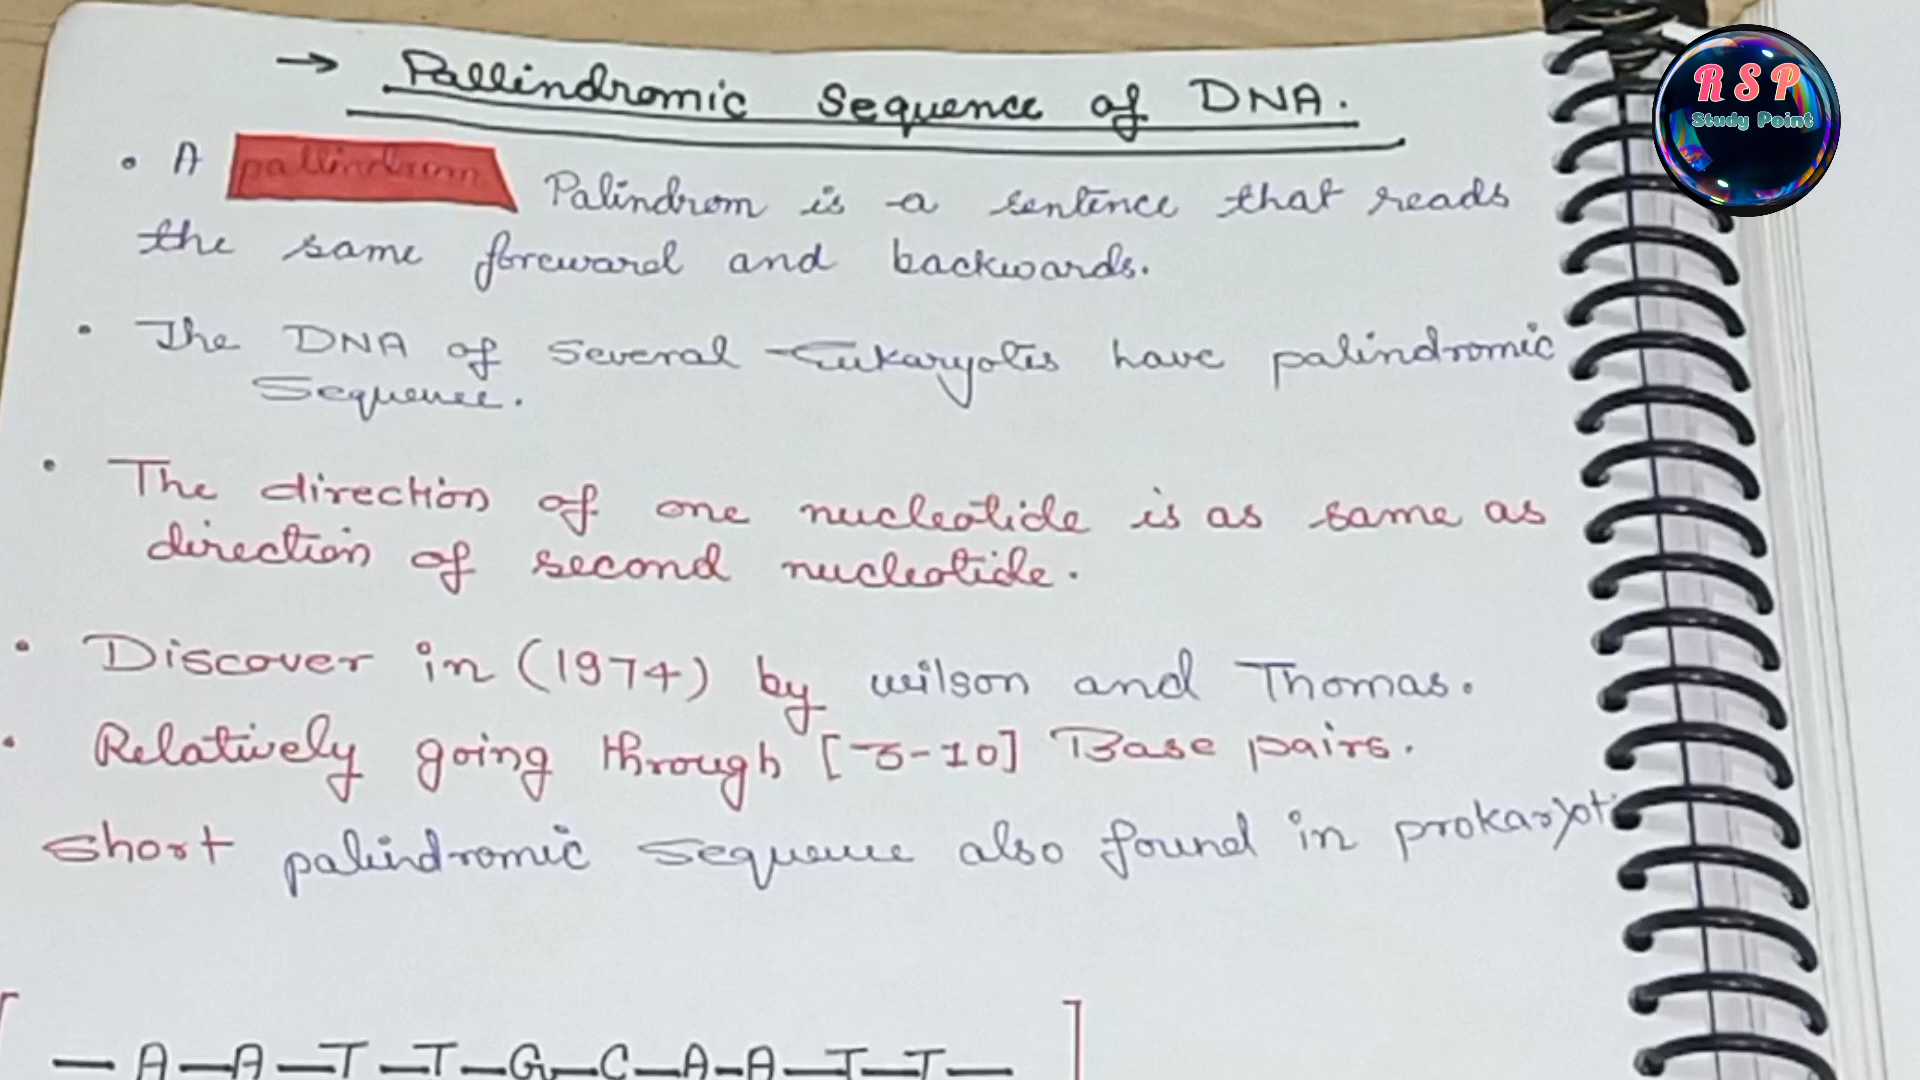 → Pallindromic Sequence of DNA.
RSP
Study Point
• A pallindrom Palindrom is a sentence that reads
the same foreward and backwards.
• The DNA of several Eukaryotes have palindromic
Sequence.
• The direction of one nucleotide is as same as
direction of second nucleotide.
• Discover in (1974) by wilson and Thomas.
• Relatively going through [3-10] Base pairs.
Short palindromic sequence also found in prokaryot
[ — A — A — T — T — G — C — A — A — T — T — ]